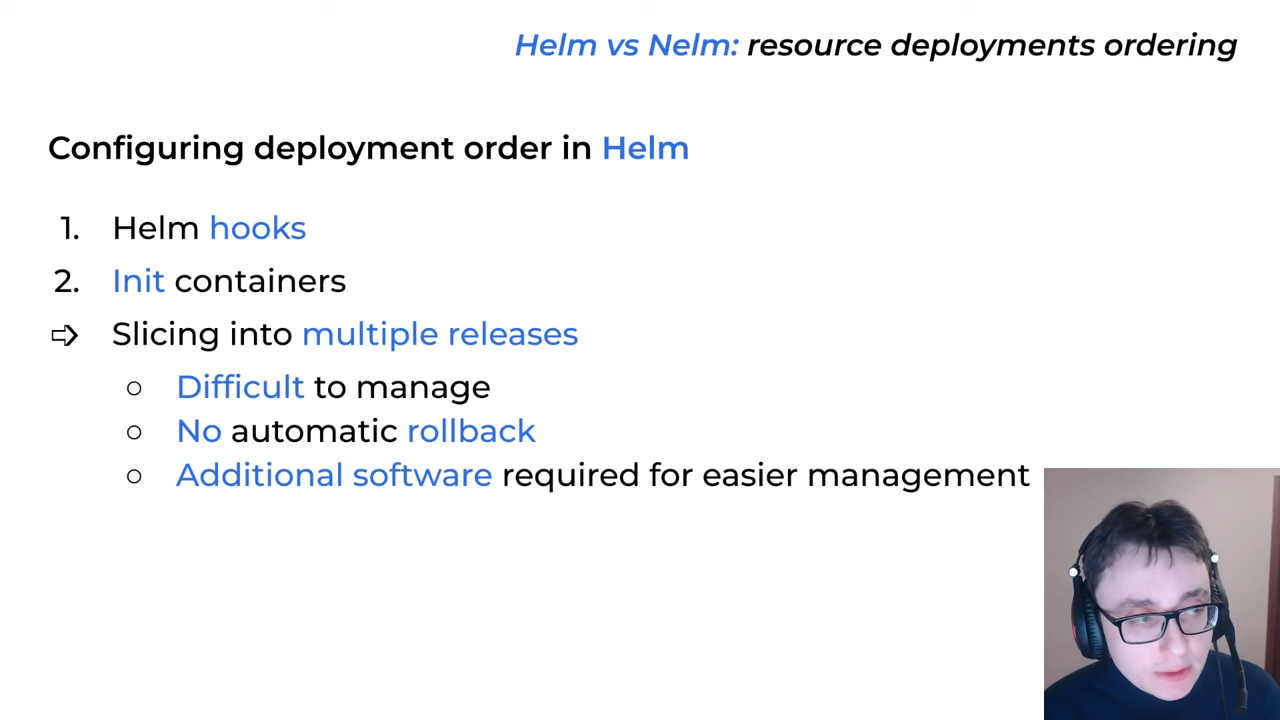 Helm vs Nelm: resource deployments ordering
Configuring deployment order in Helm
1. Helm hooks
2. Init containers
⇨ Slicing into multiple releases
○ Difficult to manage
○ No automatic rollback
○ Additional software required for easier management